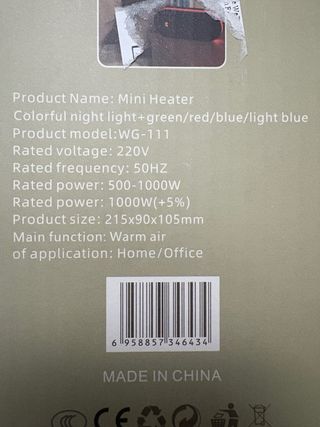 Product Name: Mini Heater
Colorful night light+green/red/blue/light blue
Product model:WG-111
Rated voltage: 220V
Rated frequency: 50HZ
Rated power: 500-1000W
Rated power: 1000W(+5%)
Product size: 215x90x105mm
Main function: Warm air
of application: Home/Office
6 958857 346434
MADE IN CHINA
CCC CE